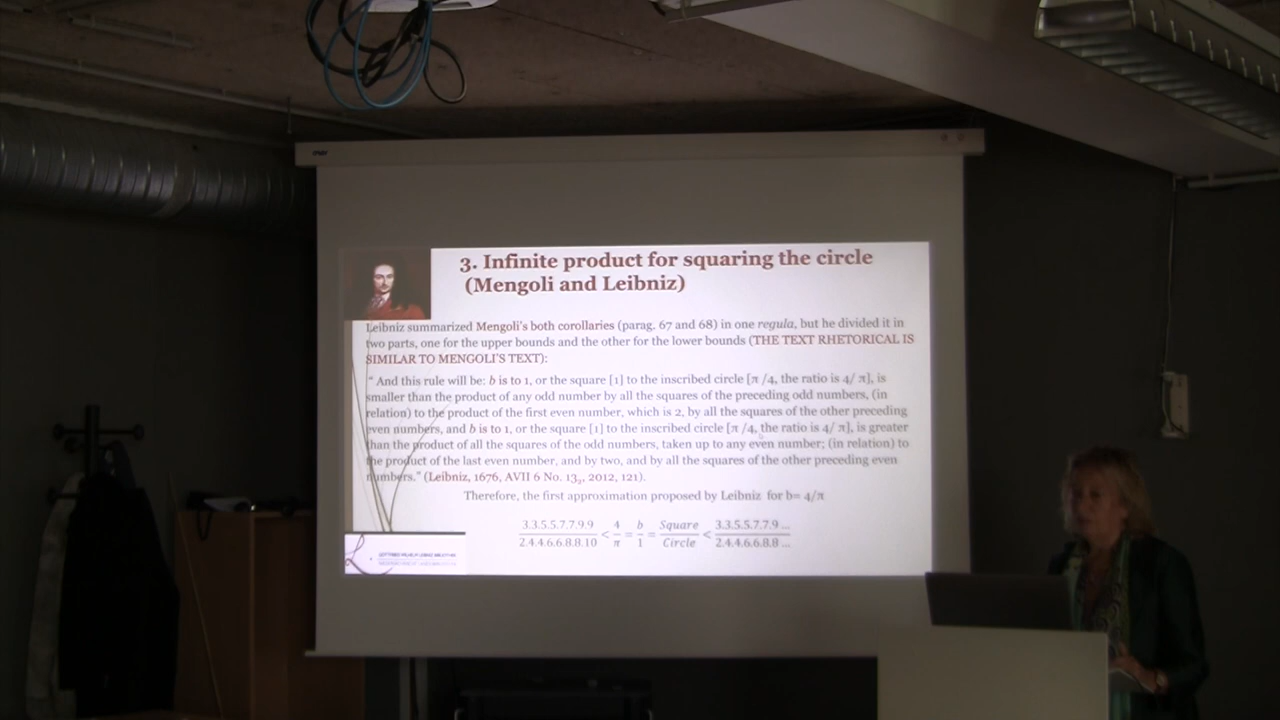 3. Infinite product for squaring the circle
(Mengoli and Leibniz)
Leibniz summarized Mengoli's both corollaries (parag. 67 and 68) in one regula, but he divided it in
two parts, one for the upper bounds and the other for the lower bounds (THE TEXT RHETORICAL IS
SIMILAR TO MENGOLI'S TEXT):
“ And this rule will be: b is to 1, or the square [1] to the inscribed circle [π /4, the ratio is 4/ π], is
smaller than the product of any odd number by all the squares of the preceding odd numbers, (in
relation) to the product of the first even number, which is 2, by all the squares of the other preceding
even numbers, and b is to 1, or the square [1] to the inscribed circle [π /4, the ratio is 4/ π], is greater
than the product of all the squares of the odd numbers, taken up to any even number; (in relation) to
the product of the last even number, and by two, and by all the squares of the other preceding even
numbers.” (Leibniz, 1676, AVII 6 No. 13, 2012, 121).
Therefore, the first approximation proposed by Leibniz for b= 4/π
3.3.5.5.7.7.9.9 / 2.4.4.6.6.8.8.10 < 4/π = b/1 = Square/Circle < 3.3.5.5.7.7.9 ... / 2.4.4.6.6.8.8 ...